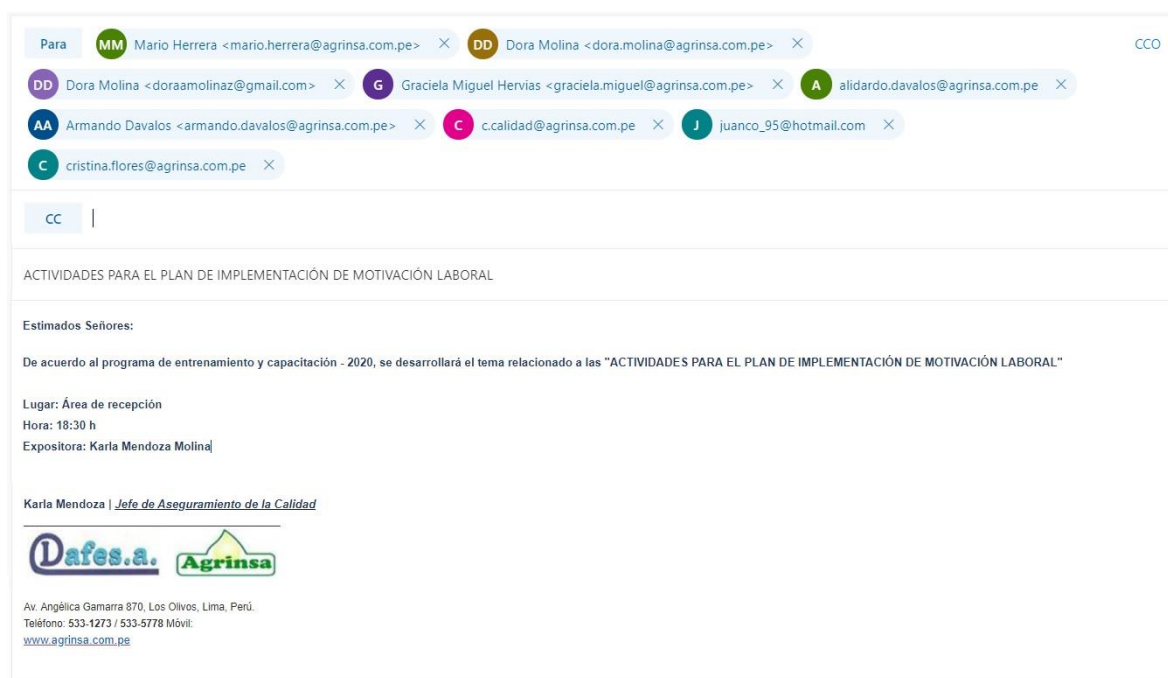 Para MM Mario Herrera <mario.herrera@agrinsa.com.pe> DD Dora Molina <dora.molina@agrinsa.com.pe> CCO
DD Dora Molina <doraamolinaz@gmail.com> G Graciela Miguel Hervias <graciela.miguel@agrinsa.com.pe> A alidardo.davalos@agrinsa.com.pe
AA Armando Davalos <armando.davalos@agrinsa.com.pe> C c.calidad@agrinsa.com.pe J juanco_95@hotmail.com
C cristina.flores@agrinsa.com.pe
CC
ACTIVIDADES PARA EL PLAN DE IMPLEMENTACIÓN DE MOTIVACIÓN LABORAL
Estimados Señores:
De acuerdo al programa de entrenamiento y capacitación - 2020, se desarrollará el tema relacionado a las "ACTIVIDADES PARA EL PLAN DE IMPLEMENTACIÓN DE MOTIVACIÓN LABORAL"
Lugar: Área de recepción
Hora: 18:30 h
Expositora: Karla Mendoza Molina
Karla Mendoza | Jefe de Aseguramiento de la Calidad
Dafes.a. Agrinsa
Av. Angélica Gamarra 870, Los Olivos, Lima, Perú.
Teléfono: 533-1273 / 533-5778 Móvil:
www.agrinsa.com.pe